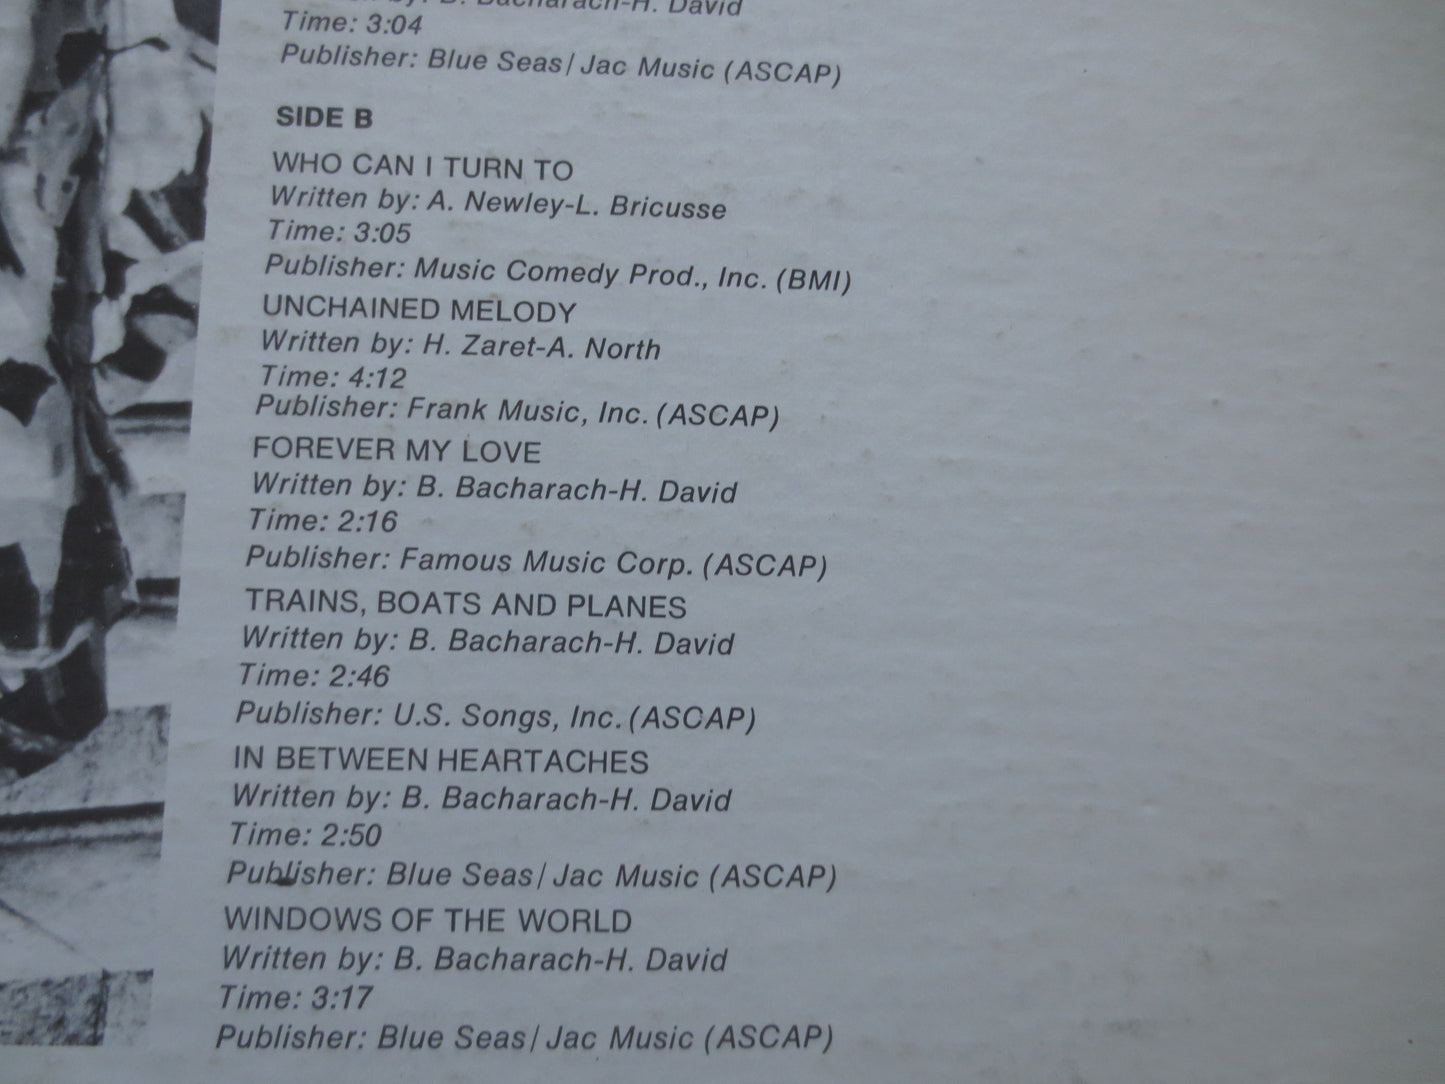 by: B. Bacharach-H. David
Time: 3:04
Publisher: Blue Seas/Jac Music (ASCAP)
SIDE B
WHO CAN I TURN TO
Written by: A. Newley-L. Bricusse
Time: 3:05
Publisher: Music Comedy Prod., Inc. (BMI)
UNCHAINED MELODY
Written by: H. Zaret-A. North
Time: 4:12
Publisher: Frank Music, Inc. (ASCAP)
FOREVER MY LOVE
Written by: B. Bacharach-H. David
Time: 2:16
Publisher: Famous Music Corp. (ASCAP)
TRAINS, BOATS AND PLANES
Written by: B. Bacharach-H. David
Time: 2:46
Publisher: U.S. Songs, Inc. (ASCAP)
IN BETWEEN HEARTACHES
Written by: B. Bacharach-H. David
Time: 2:50
Publisher: Blue Seas/Jac Music (ASCAP)
WINDOWS OF THE WORLD
Written by: B. Bacharach-H. David
Time: 3:17
Publisher: Blue Seas/Jac Music (ASCAP)